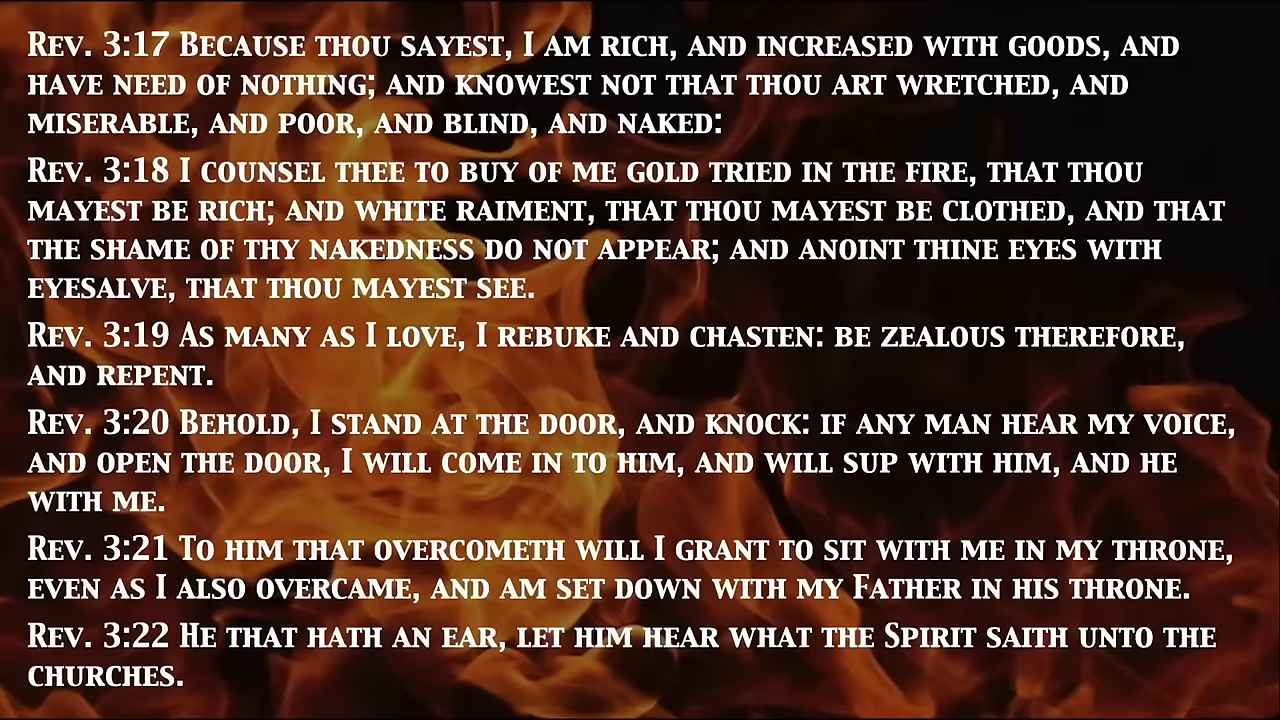 Rev. 3:17 Because thou sayest, I am rich, and increased with goods, and
have need of nothing; and knowest not that thou art wretched, and
miserable, and poor, and blind, and naked:
Rev. 3:18 I counsel thee to buy of me gold tried in the fire, that thou
mayest be rich; and white raiment, that thou mayest be clothed, and that
the shame of thy nakedness do not appear; and anoint thine eyes with
eyesalve, that thou mayest see.
Rev. 3:19 As many as I love, I rebuke and chasten: be zealous therefore,
and repent.
Rev. 3:20 Behold, I stand at the door, and knock: if any man hear my voice,
and open the door, I will come in to him, and will sup with him, and he
with me.
Rev. 3:21 To him that overcometh will I grant to sit with me in my throne,
even as I also overcame, and am set down with my Father in his throne.
Rev. 3:22 He that hath an ear, let him hear what the Spirit saith unto the
churches.